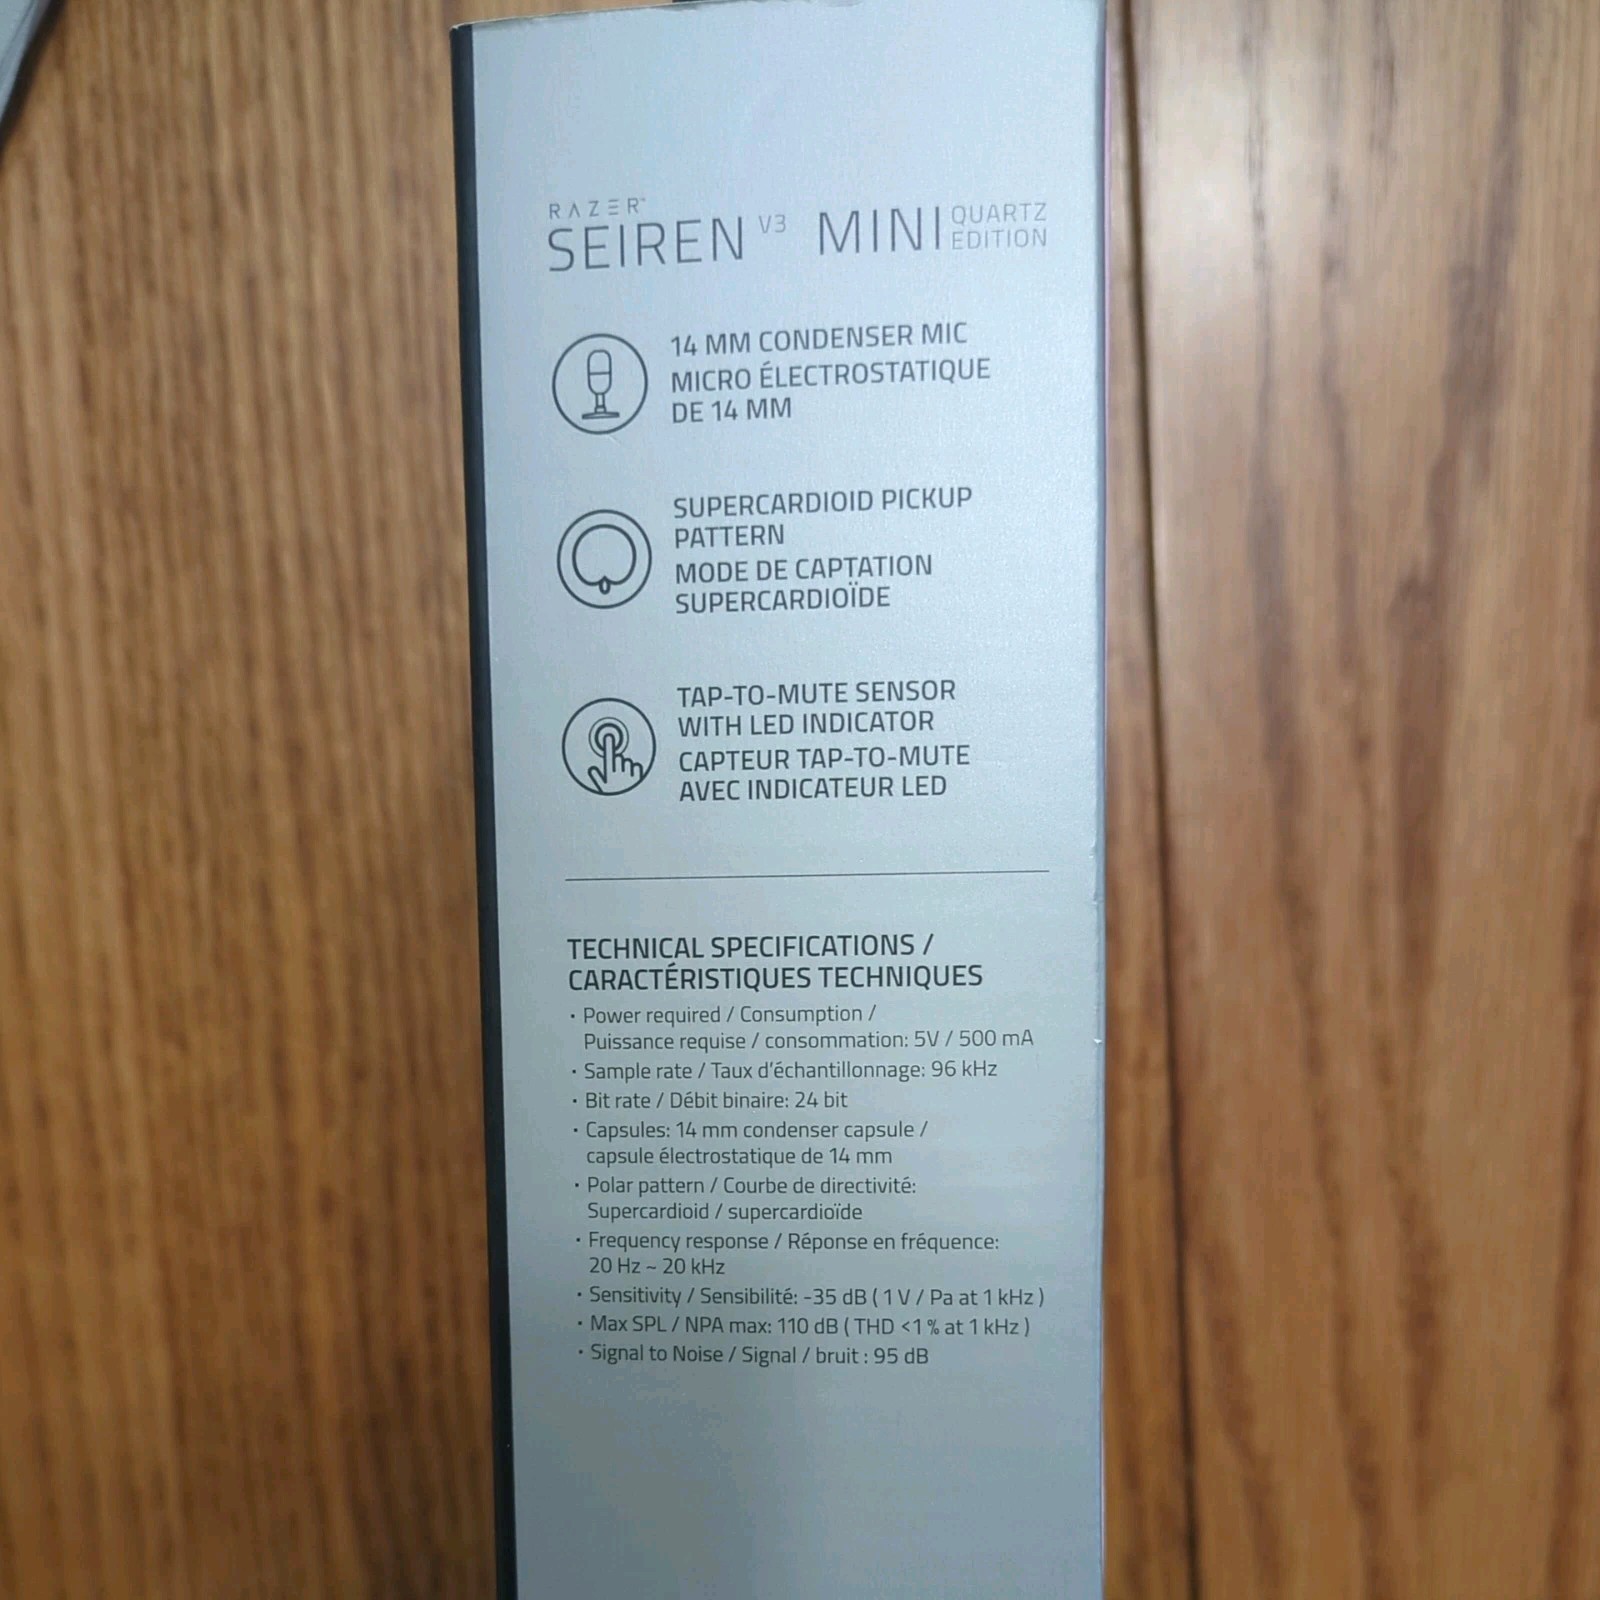 RAZER™
SEIREN V3 MINI QUARTZ
EDITION
14 MM CONDENSER MIC
MICRO ÉLECTROSTATIQUE
DE 14 MM
SUPERCARDIOID PICKUP
PATTERN
MODE DE CAPTATION
SUPERCARDIOÏDE
TAP-TO-MUTE SENSOR
WITH LED INDICATOR
CAPTEUR TAP-TO-MUTE
AVEC INDICATEUR LED
TECHNICAL SPECIFICATIONS /
CARACTÉRISTIQUES TECHNIQUES
• Power required / Consumption /
Puissance requise / consommation: 5V / 500 mA
• Sample rate / Taux d'échantillonnage: 96 kHz
• Bit rate / Débit binaire: 24 bit
• Capsules: 14 mm condenser capsule /
capsule électrostatique de 14 mm
• Polar pattern / Courbe de directivité:
Supercardioid / supercardioïde
• Frequency response / Réponse en fréquence:
20 Hz ~ 20 kHz
• Sensitivity / Sensibilité: -35 dB ( 1 V / Pa at 1 kHz )
• Max SPL / NPA max: 110 dB ( THD <1 % at 1 kHz )
• Signal to Noise / Signal / bruit : 95 dB